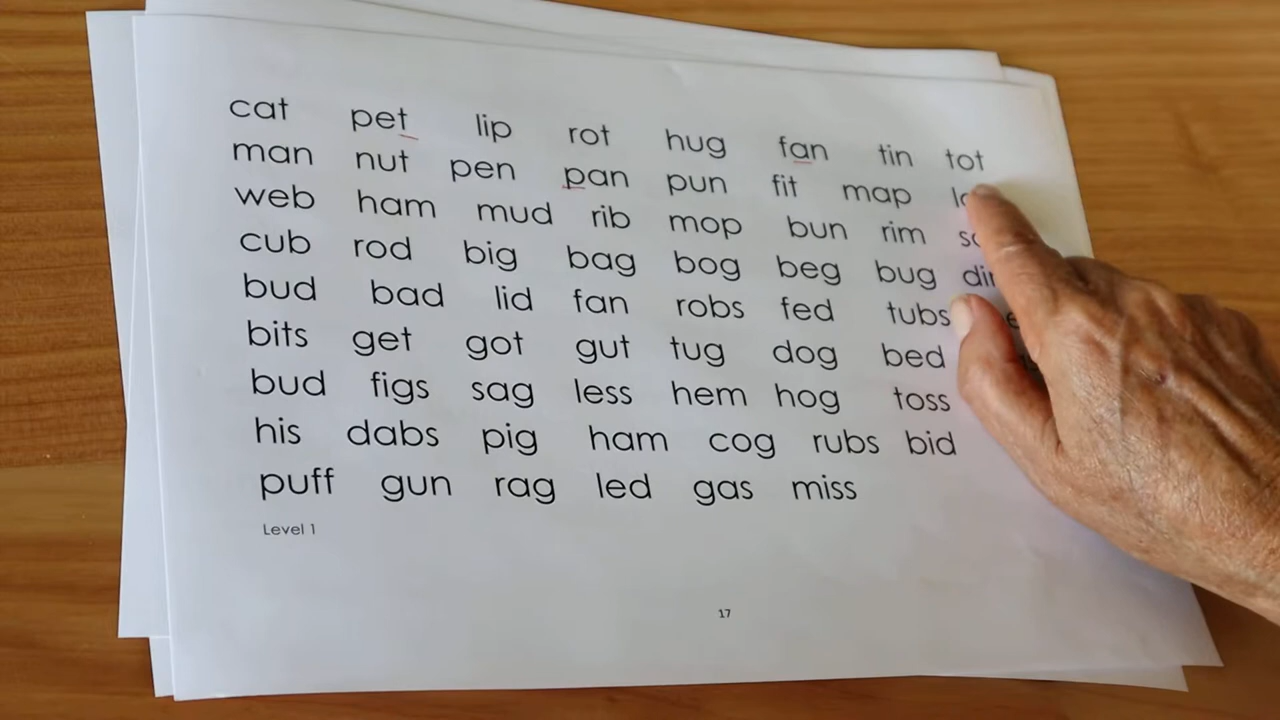 cat pet lip rot hug fan tin tot
man nut pen pan pun fit map
web ham mud rib mop bun rim
cub rod big bag bog beg bug
bud bad lid fan robs fed tubs
bits get got gut tug dog bed
bud figs sag less hem hog toss
his dabs pig ham cog rubs bid
puff gun rag led gas miss
Level 1
17